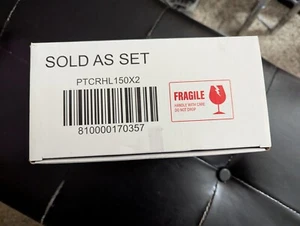 SOLD AS SET
PTCRHL150X2
810000170357
FRAGILE
HANDLE WITH CARE
DO NOT DROP